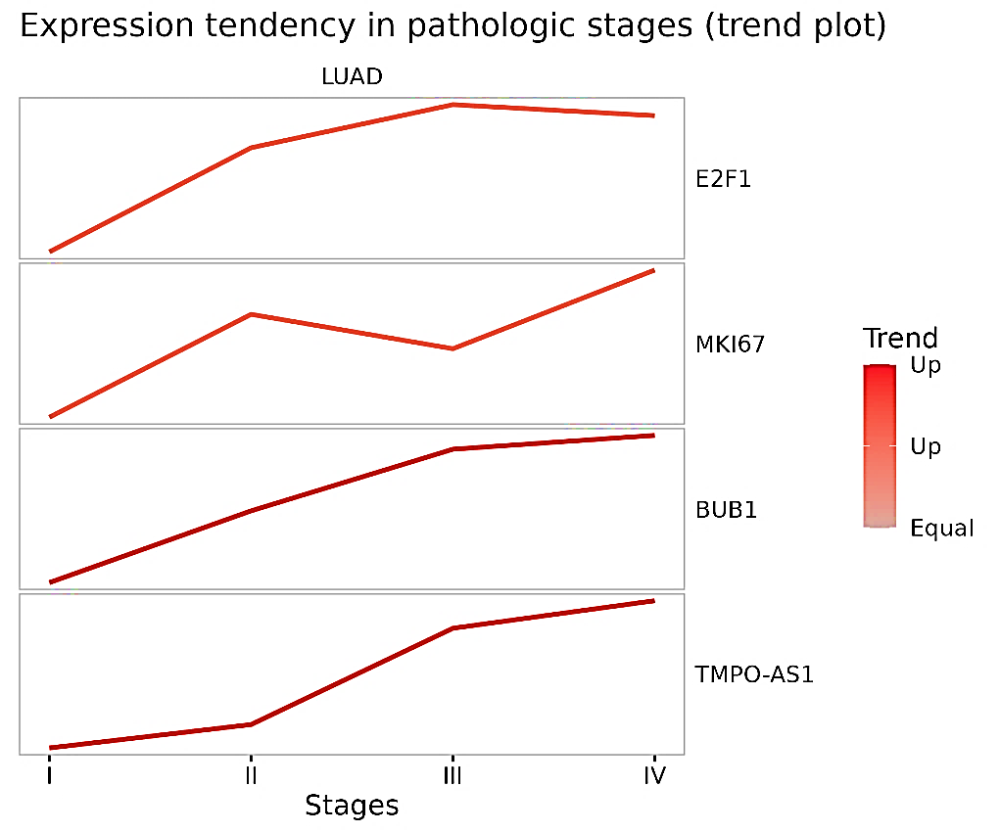 Expression tendency in pathologic stages (trend plot)
LUAD
E2F1
MKI67
BUB1
TMPO-AS1
I II III IV
Stages
Trend
Up
Up
Equal